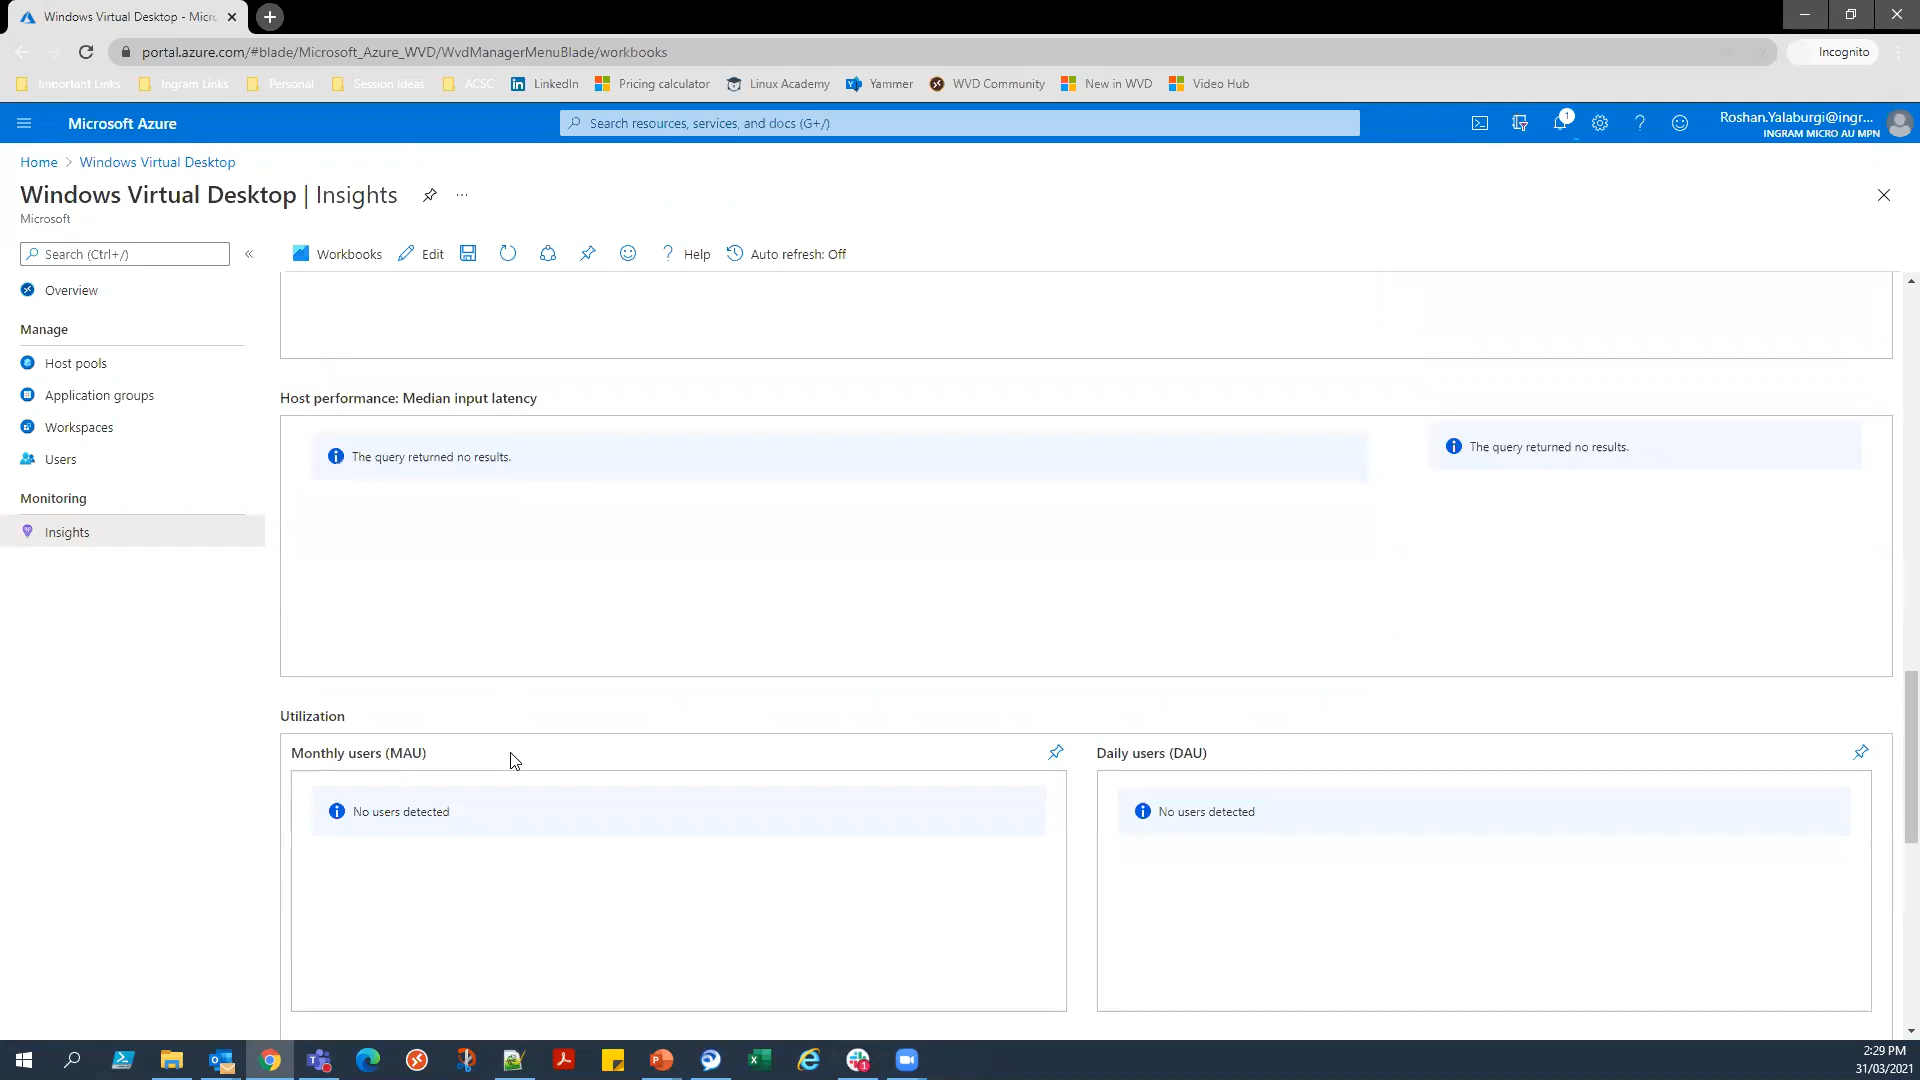 Windows Virtual Desktop - Micr
portal.azure.com/#blade/Microsoft_Azure_WVD/WvdManagerMenuBlade/workbooks
Incognito
Important Links
Ingram Links
Personal
Session Ideas
ACSC
LinkedIn
Pricing calculator
Linux Academy
Yammer
WVD Community
New in WVD
Video Hub
Microsoft Azure
Search resources, services, and docs (G+/)
1
Roshan.Yalaburgi@ingr...
INGRAM MICRO AU MPN
Home > Windows Virtual Desktop
Windows Virtual Desktop | Insights
Microsoft
Search (Ctrl+/)
«
Workbooks
Edit
Help
Auto refresh: Off
Overview
Manage
Host pools
Application groups
Workspaces
Users
Monitoring
Insights
Host performance: Median input latency
The query returned no results.
The query returned no results.
Utilization
Monthly users (MAU)
Daily users (DAU)
No users detected
No users detected
2:29 PM
31/03/2021